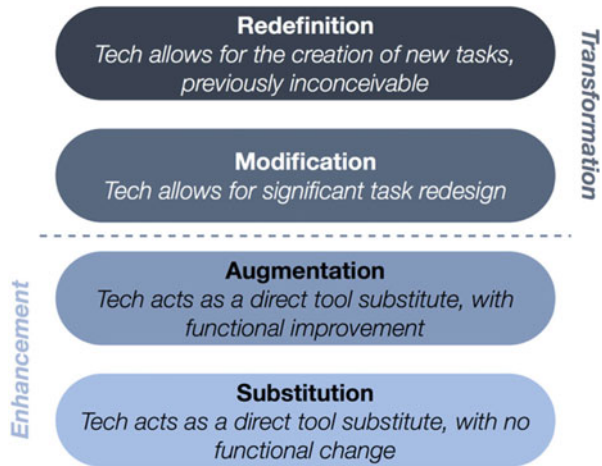 Redefinition
Tech allows for the creation of new tasks,
previously inconceivable
Transformation
Modification
Tech allows for significant task redesign
Augmentation
Tech acts as a direct tool substitute, with
functional improvement
Enhancement
Substitution
Tech acts as a direct tool substitute, with no
functional change